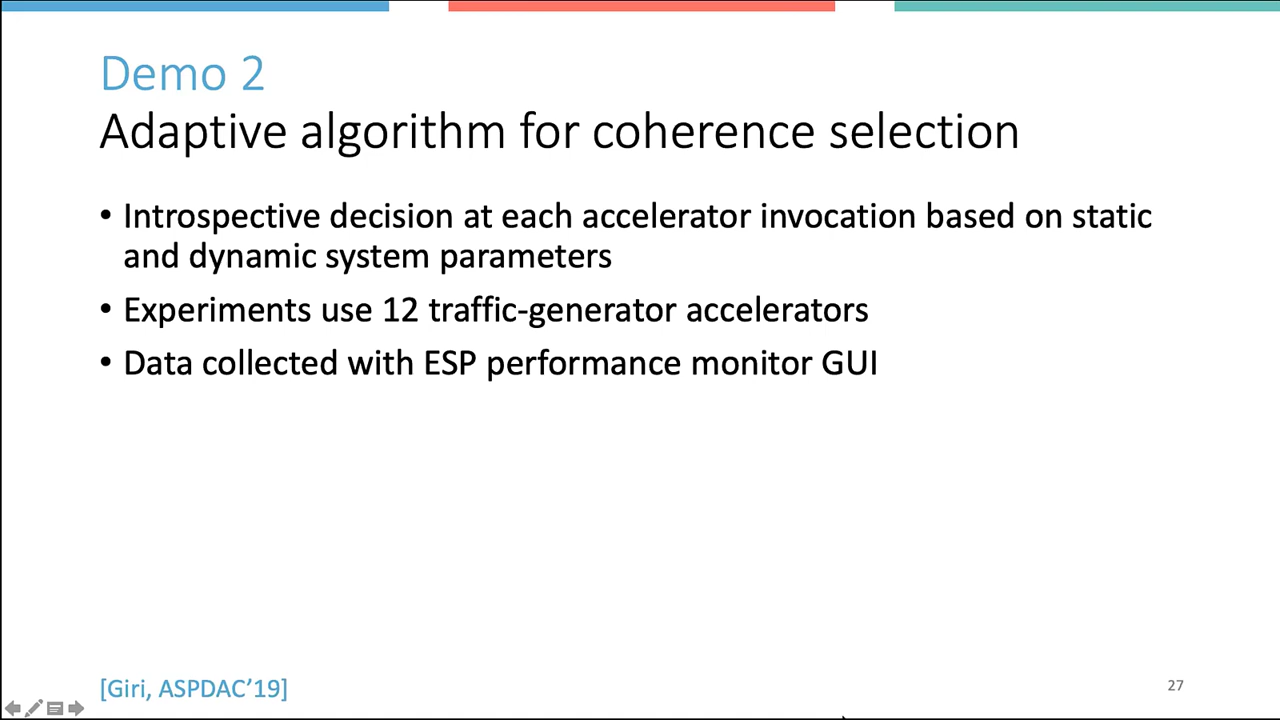 Demo 2
Adaptive algorithm for coherence selection
• Introspective decision at each accelerator invocation based on static
and dynamic system parameters
• Experiments use 12 traffic-generator accelerators
• Data collected with ESP performance monitor GUI
[Giri, ASPDAC’19]
27